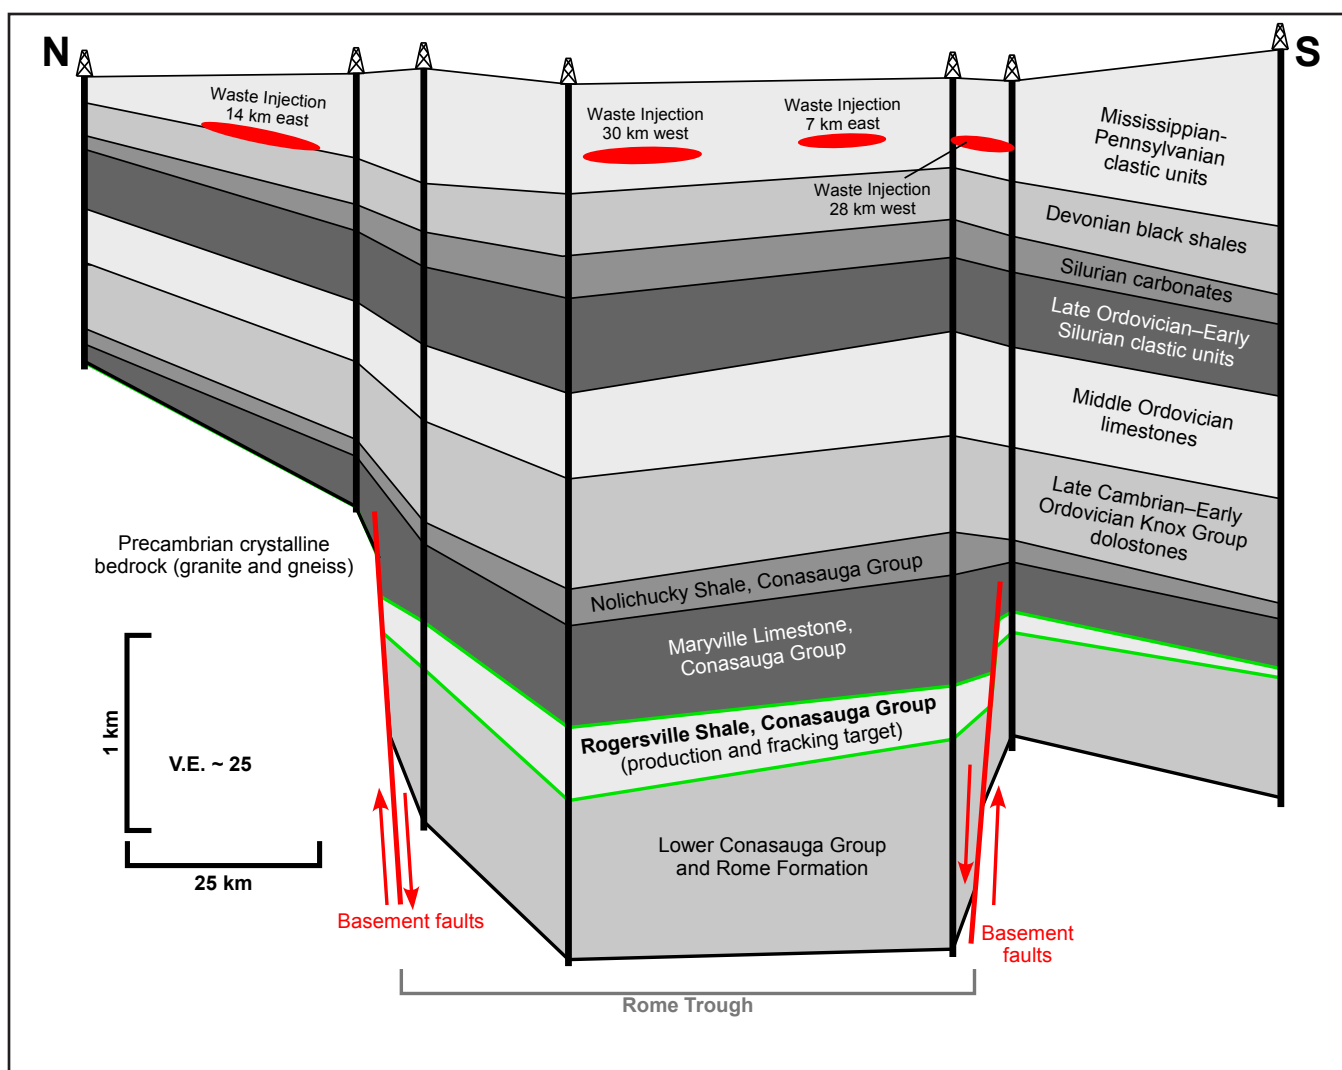 N
S
Waste Injection
14 km east
Waste Injection
30 km west
Waste Injection
7 km east
Waste Injection
28 km west
Mississippian-
Pennsylvanian
clastic units
Devonian black shales
Silurian carbonates
Late Ordovician–Early
Silurian clastic units
Middle Ordovician
limestones
Late Cambrian–Early
Ordovician Knox Group
dolostones
Precambrian crystalline
bedrock (granite and gneiss)
Nolichucky Shale, Conasauga Group
Maryville Limestone,
Conasauga Group
Rogersville Shale, Conasauga Group
(production and fracking target)
Lower Conasauga Group
and Rome Formation
1 km
V.E. ~ 25
25 km
Basement faults
Basement
faults
Rome Trough